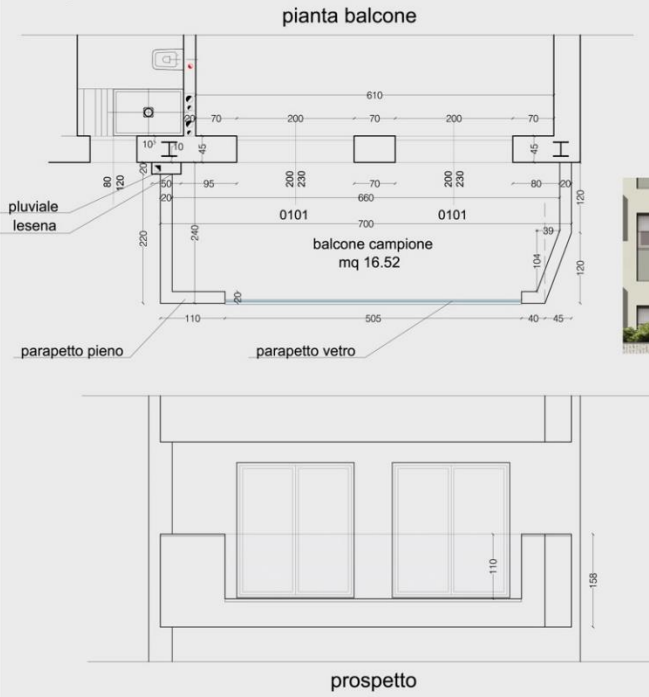 pianta balcone
610
20 70 200 70 200 70
10 10 45 45
20
80
120
50 95 200
230 70 200
230 80 20
pluviale
lesena
20 660 120
0101 0101
700
220 240 balcone campione 39
mq 16.52
104 120
20
110 505 40 45
parapetto pieno parapetto vetro
110
158
prospetto